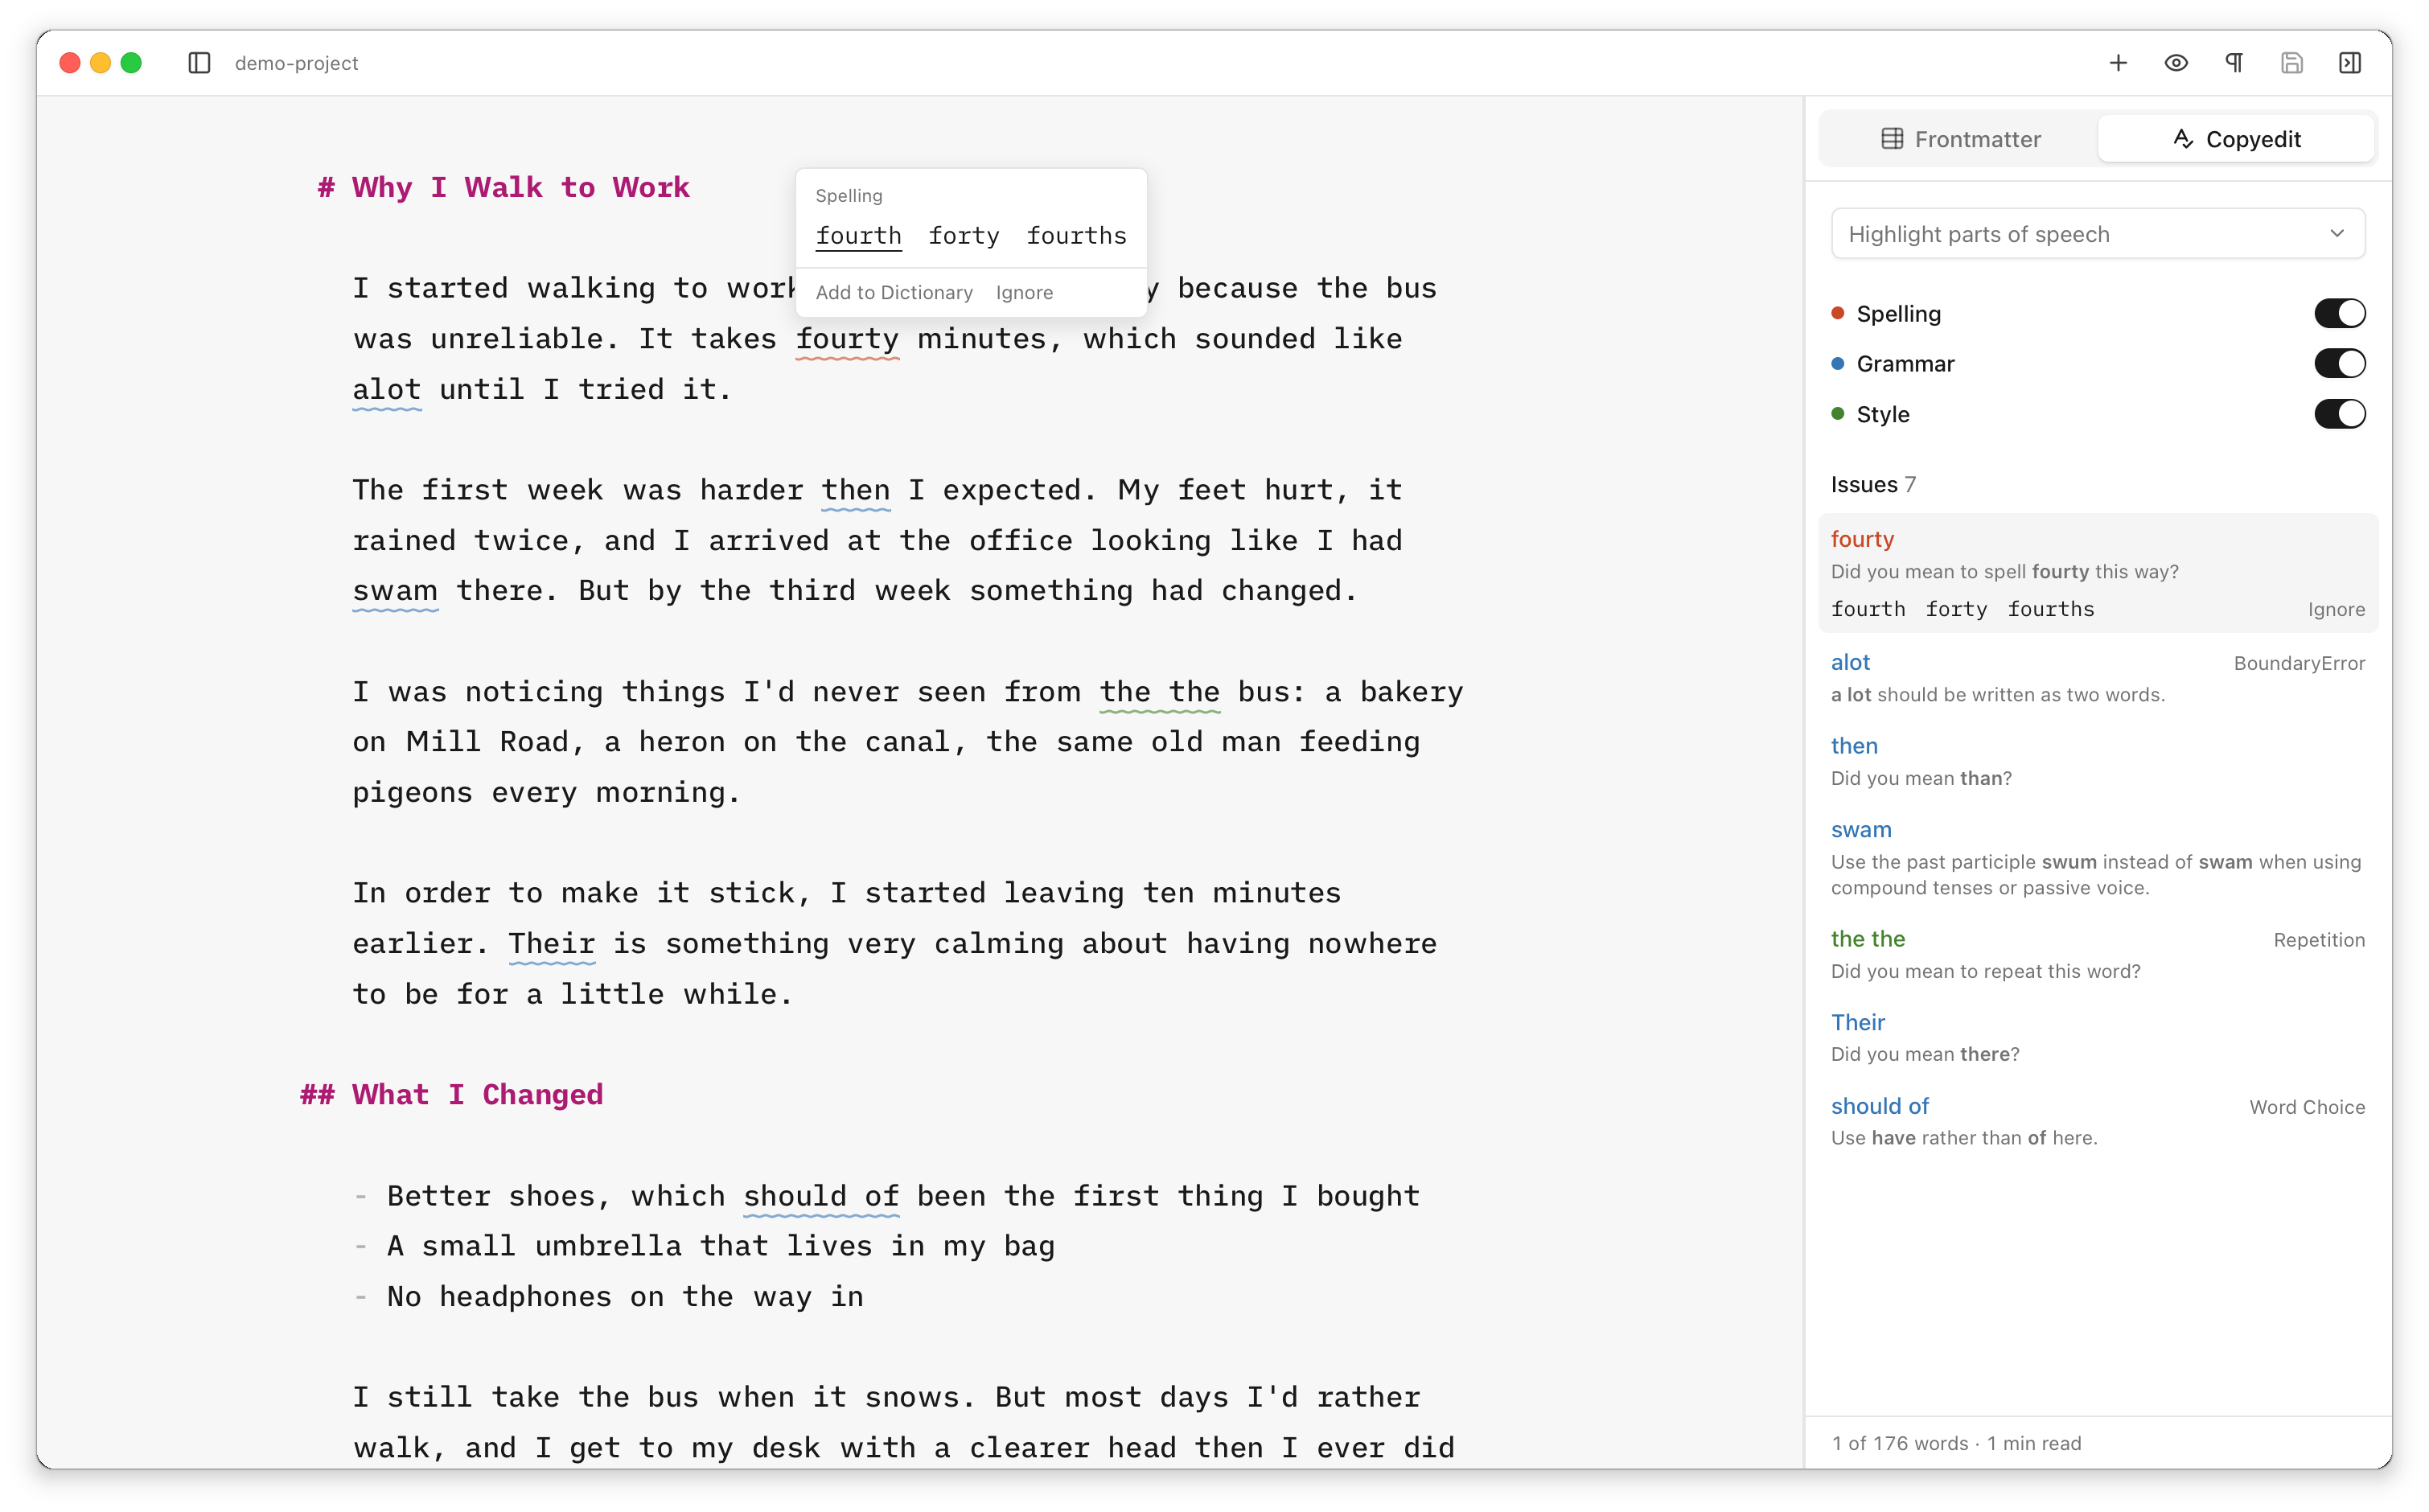 demo-project
# Why I Walk to Work
Spelling
fourth forty fourths
Add to Dictionary Ignore
I started walking to work because the bus
was unreliable. It takes fourty minutes, which sounded like
alot until I tried it.
The first week was harder then I expected. My feet hurt, it
rained twice, and I arrived at the office looking like I had
swam there. But by the third week something had changed.
I was noticing things I'd never seen from the the bus: a bakery
on Mill Road, a heron on the canal, the same old man feeding
pigeons every morning.
In order to make it stick, I started leaving ten minutes
earlier. Their is something very calming about having nowhere
to be for a little while.
## What I Changed
- Better shoes, which should of been the first thing I bought
- A small umbrella that lives in my bag
- No headphones on the way in
I still take the bus when it snows. But most days I'd rather
walk, and I get to my desk with a clearer head then I ever did
Frontmatter
Copyedit
Highlight parts of speech
Spelling
Grammar
Style
Issues 7
fourty
Did you mean to spell fourty this way?
fourth forty fourths Ignore
alot BoundaryError
a lot should be written as two words.
then
Did you mean than?
swam
Use the past participle swum instead of swam when using
compound tenses or passive voice.
the the Repetition
Did you mean to repeat this word?
Their
Did you mean there?
should of Word Choice
Use have rather than of here.
1 of 176 words · 1 min read